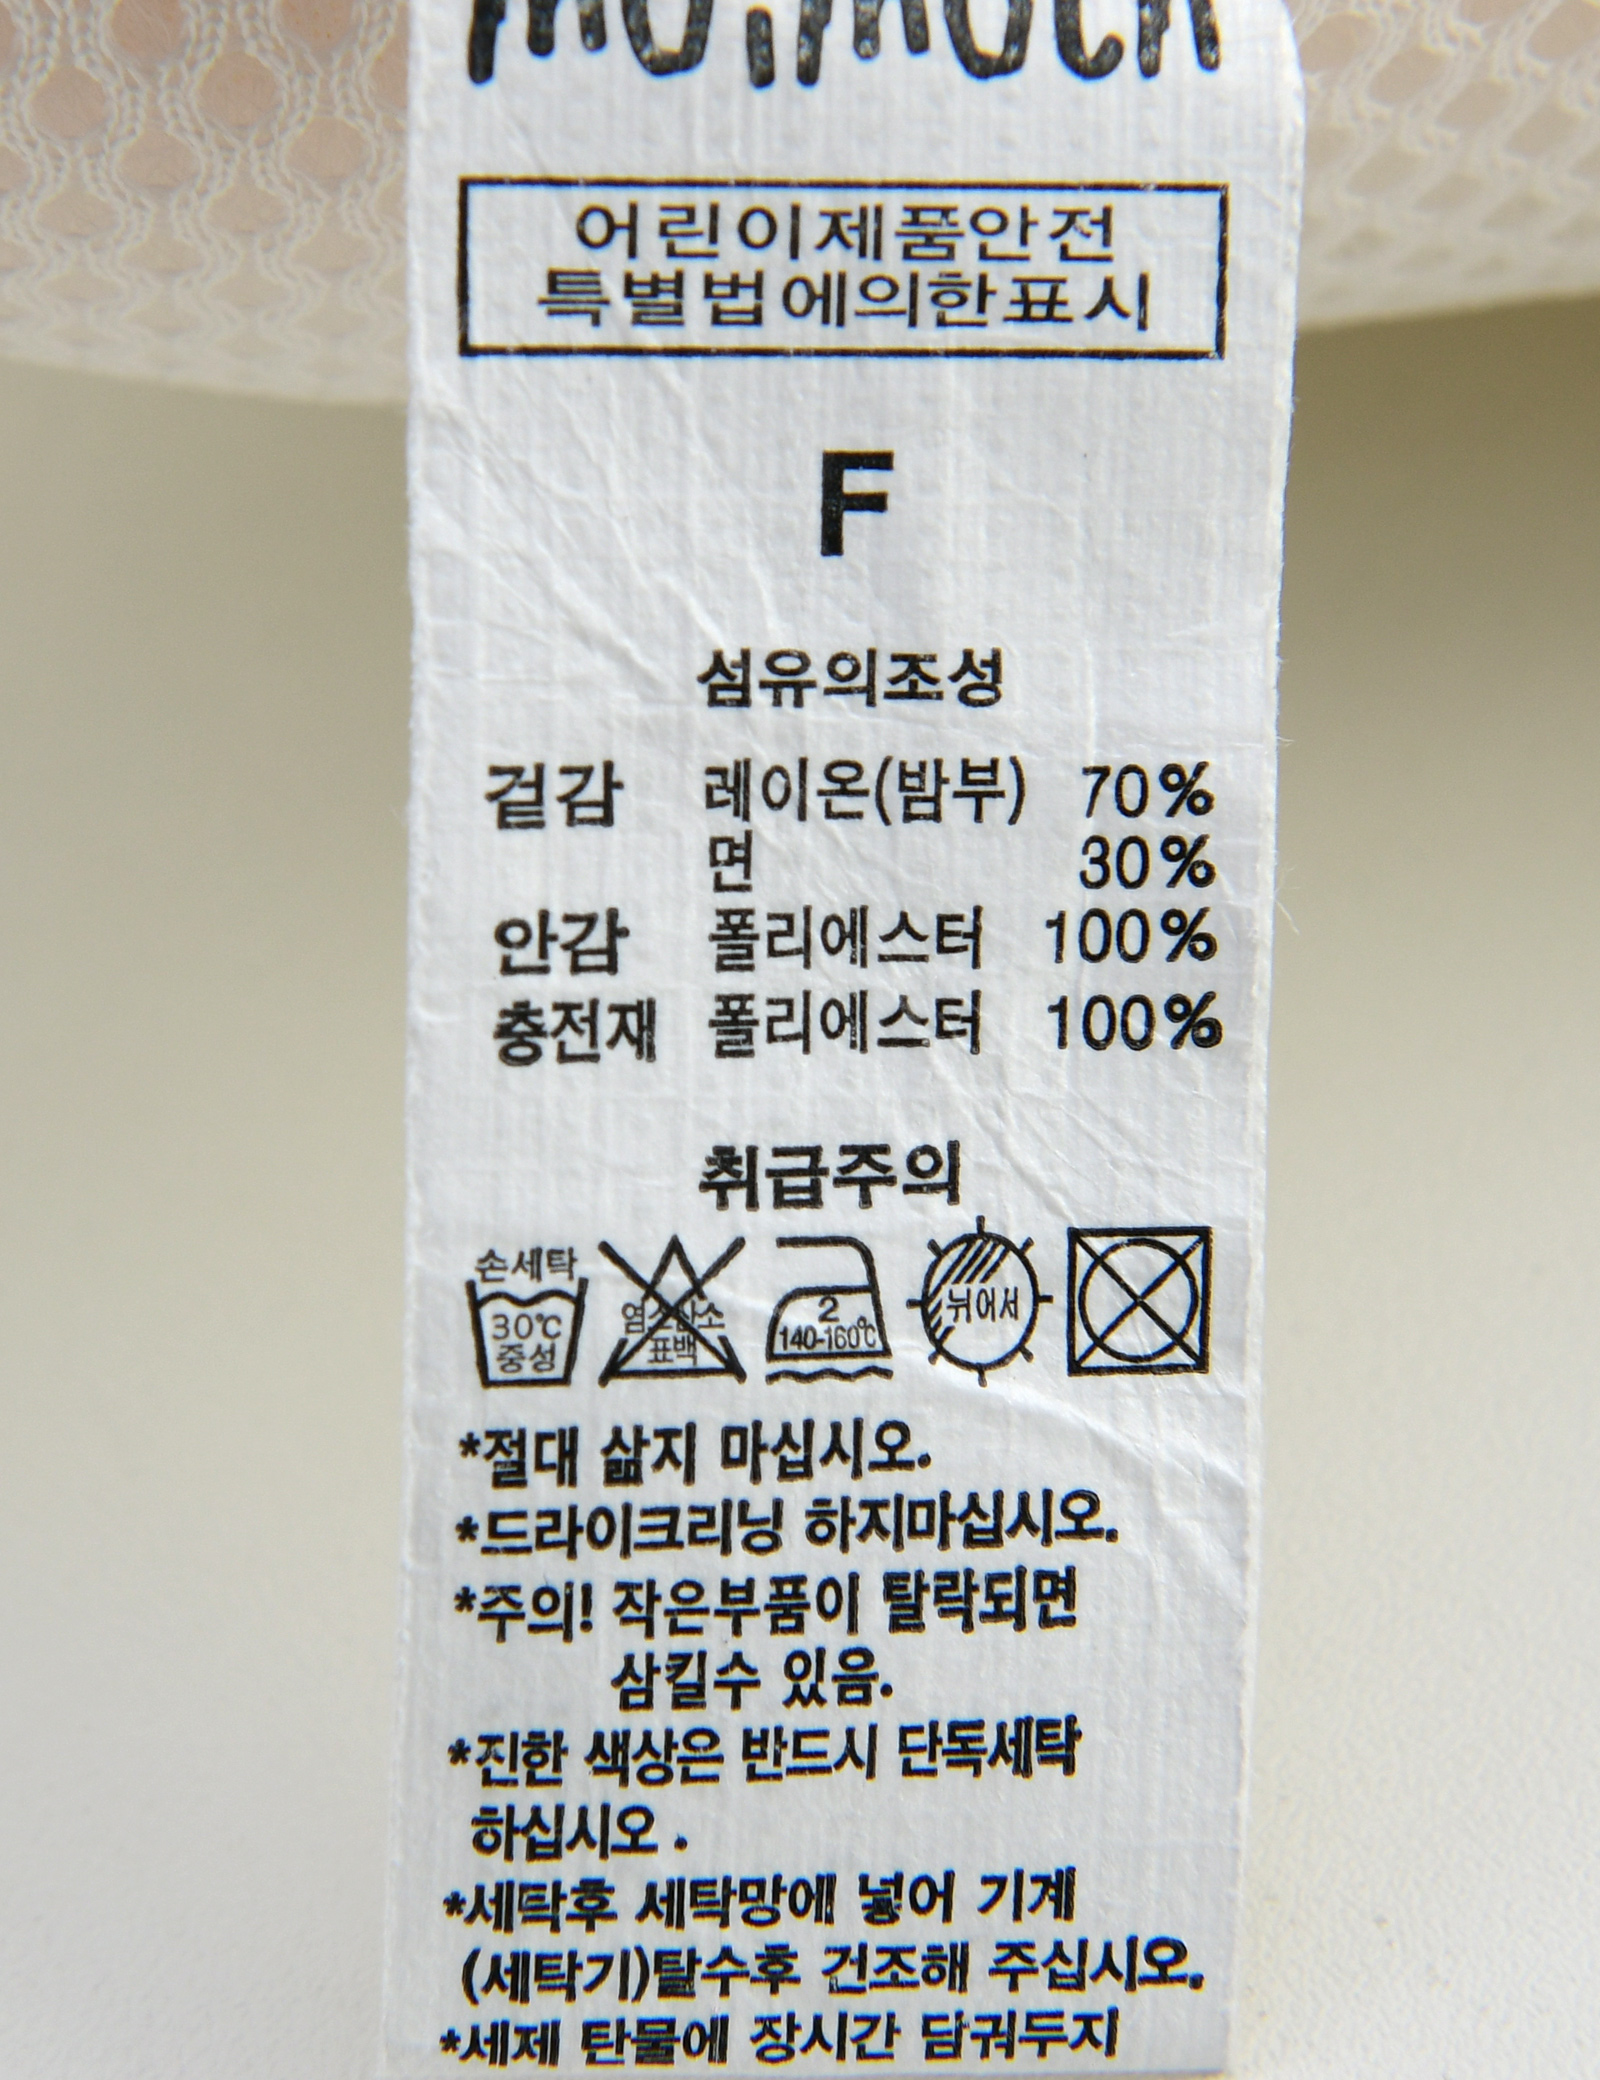 어린이제품안전
특별법에의한표시
F
섬유의조성
겉감 레이온(밤부) 70%
면 30%
안감 폴리에스터 100%
충전재 폴리에스터 100%
취급주의
손세탁
30℃
중성
염소산소
표백
2
140-160℃
뉘어서
*절대 삶지 마십시오.
*드라이크리닝 하지마십시오.
*주의! 작은부품이 탈락되면
삼킬수 있음.
*진한 색상은 반드시 단독세탁
하십시오 .
*세탁후 세탁망에 넣어 기계
(세탁기)탈수후 건조해 주십시오.
*세제 탄물에 장시간 담궈두지